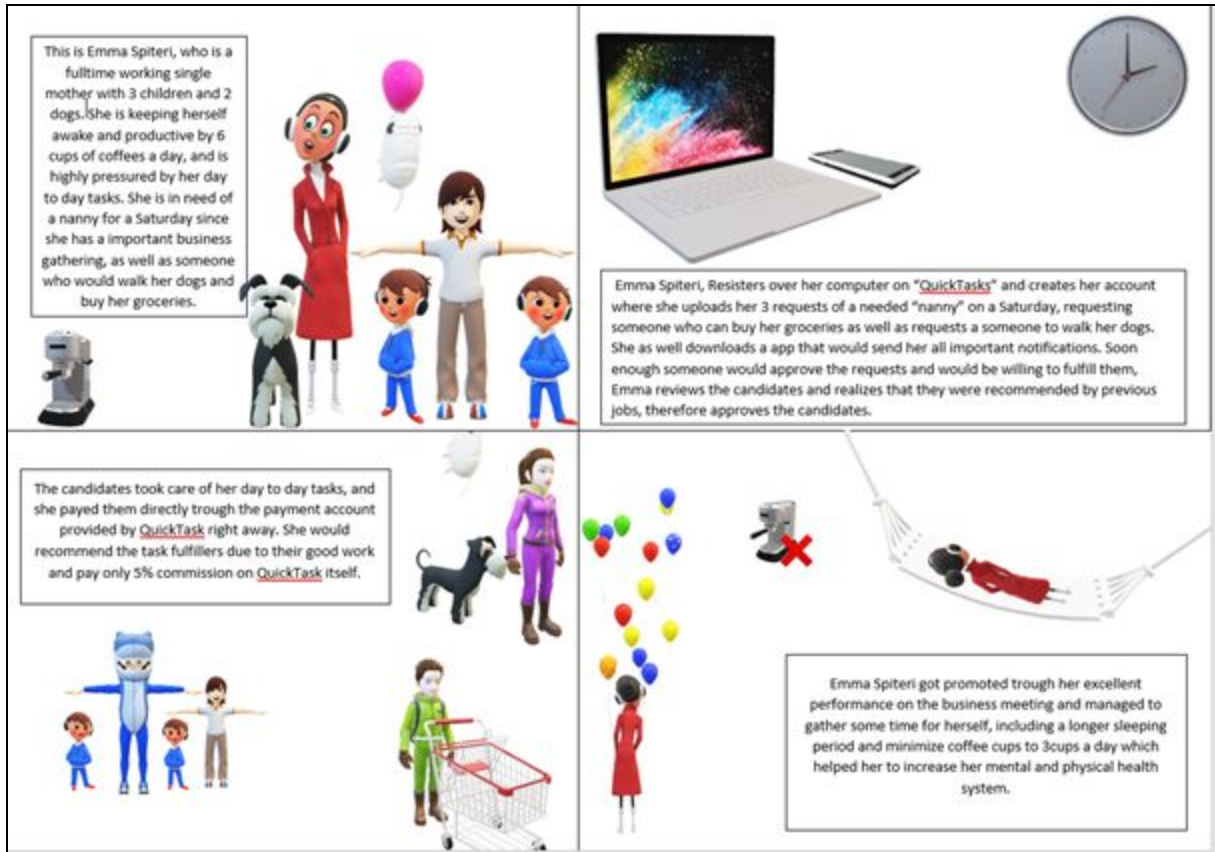 This is Emma Spiteri, who is a
fulltime working single
mother with 3 children and 2
dogs. She is keeping herself
awake and productive by 6
cups of coffees a day, and is
highly pressured by her day
to day tasks. She is in need of
a nanny for a Saturday since
she has a important business
gathering, as well as someone
who would walk her dogs and
buy her groceries.
Emma Spiteri, Resisters over her computer on “QuickTasks” and creates her account
where she uploads her 3 requests of a needed “nanny” on a Saturday, requesting
someone who can buy her groceries as well as requests a someone to walk her dogs.
She as well downloads a app that would send her all important notifications. Soon
enough someone would approve the requests and would be willing to fulfill them,
Emma reviews the candidates and realizes that they were recommended by previous
jobs, therefore approves the candidates.
The candidates took care of her day to day tasks, and
she payed them directly trough the payment account
provided by QuickTask right away. She would
recommend the task fulfillers due to their good work
and pay only 5% commission on QuickTask itself.
Emma Spiteri got promoted trough her excellent
performance on the business meeting and managed to
gather some time for herself, including a longer sleeping
period and minimize coffee cups to 3cups a day which
helped her to increase her mental and physical health
system.